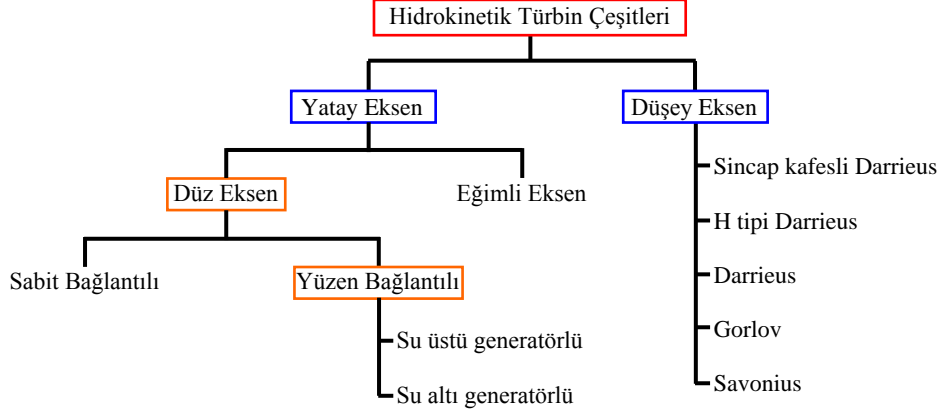 Hidrokinetik Türbin Çeşitleri
Yatay Eksen
Düşey Eksen
Düz Eksen
Eğimli Eksen
Sabit Bağlantılı
Yüzen Bağlantılı
Su üstü generatörlü
Su altı generatörlü
Sincap kafesli Darrieus
H tipi Darrieus
Darrieus
Gorlov
Savonius